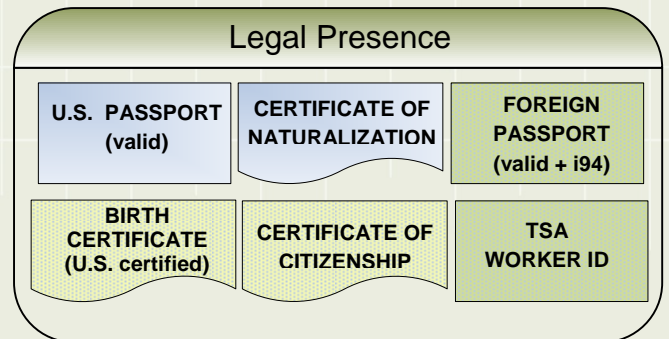 Legal Presence
U.S. PASSPORT
(valid)
CERTIFICATE OF
NATURALIZATION
FOREIGN
PASSPORT
(valid + i94)
BIRTH
CERTIFICATE
(U.S. certified)
CERTIFICATE OF
CITIZENSHIP
TSA
WORKER ID